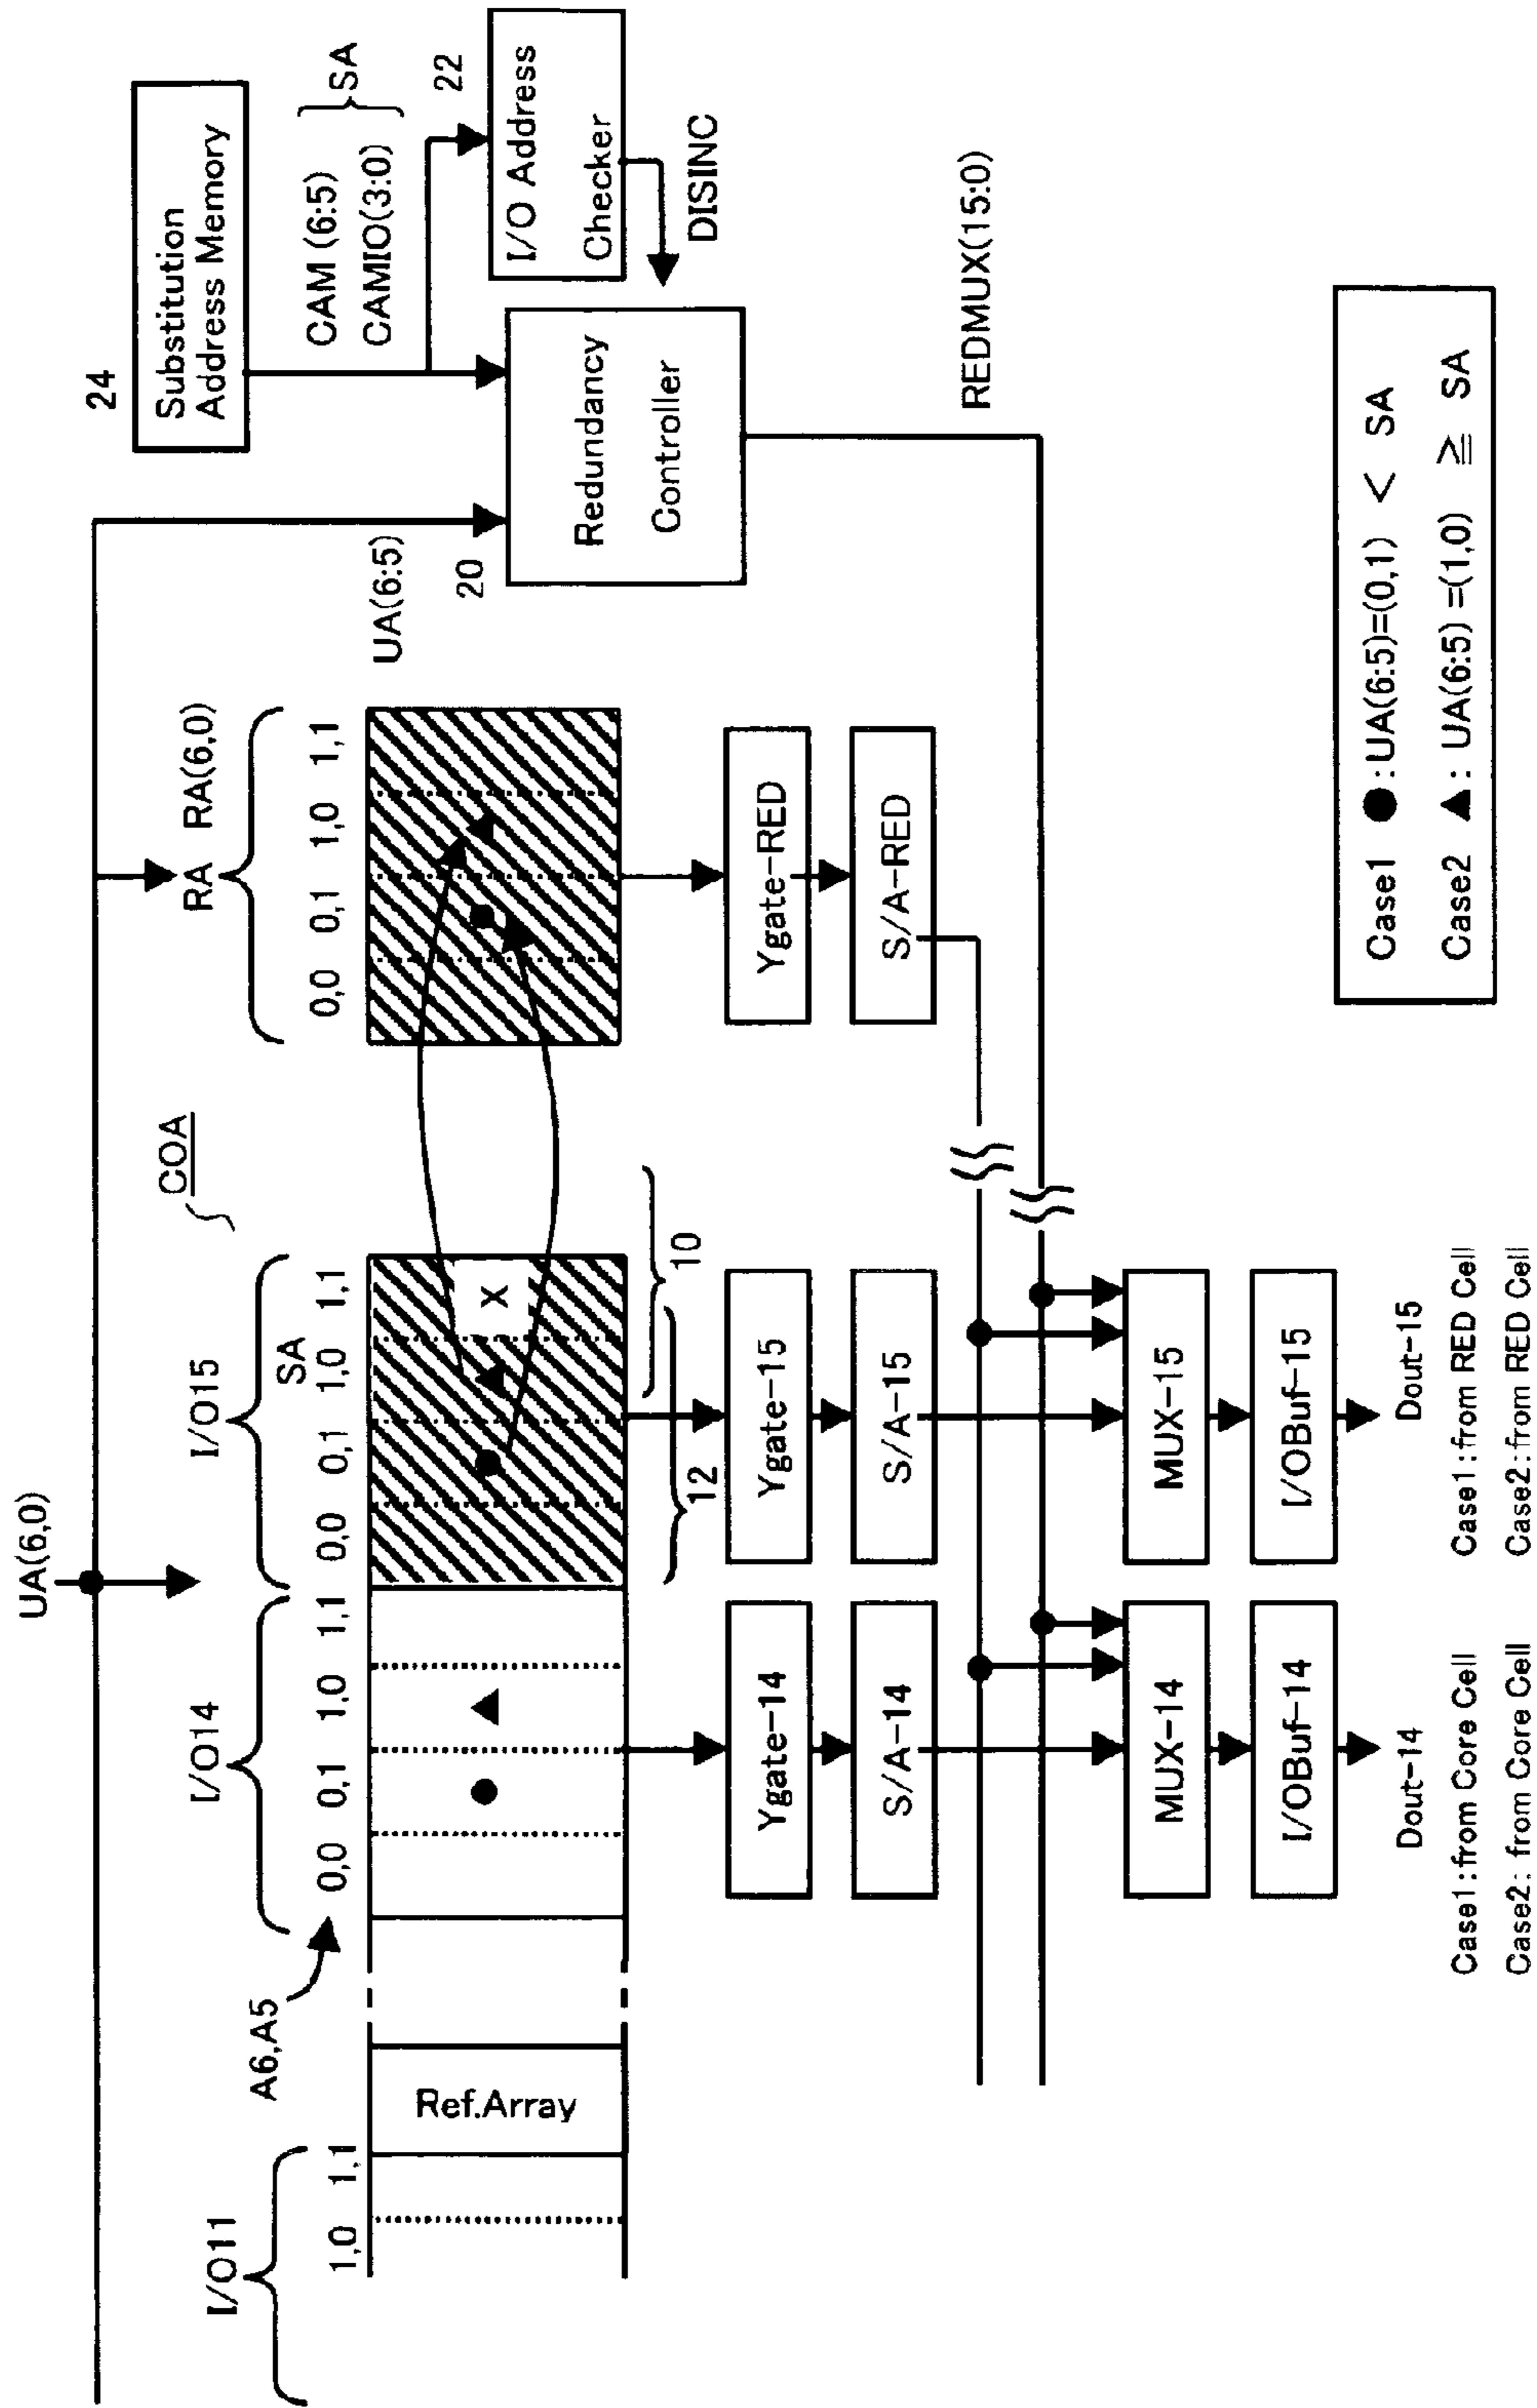 UA(6,0)
I/O11
1,0 1,1
Ref.Array
A6,A5
I/O14
0,0 0,1 1,0 1,1
I/O15
SA
0,0 0,1 1,0 1,1
X
COA
RA RA(6,0)
0,0 0,1 1,0 1,1
12
10
24
Substitution
Address Memory
CAM (6:5)
CAMIO(3:0)
SA
22
I/O Address
Checker
DISINC
UA(6:5)
20
Redundancy
Controller
REDMUX(15:0)
Ygate-14
Ygate-15
Ygate-RED
S/A-14
S/A-15
S/A-RED
MUX-14
MUX-15
I/OBuf-14
I/OBuf-15
Dout-14
Case1:from Core Cell
Case2: from Core Cell
Dout-15
Case1:from RED Cell
Case2:from RED Cell
Case1 ●:UA(6:5)=(0,1) < SA
Case2 ▲: UA(6:5) =(1,0) ≧ SA